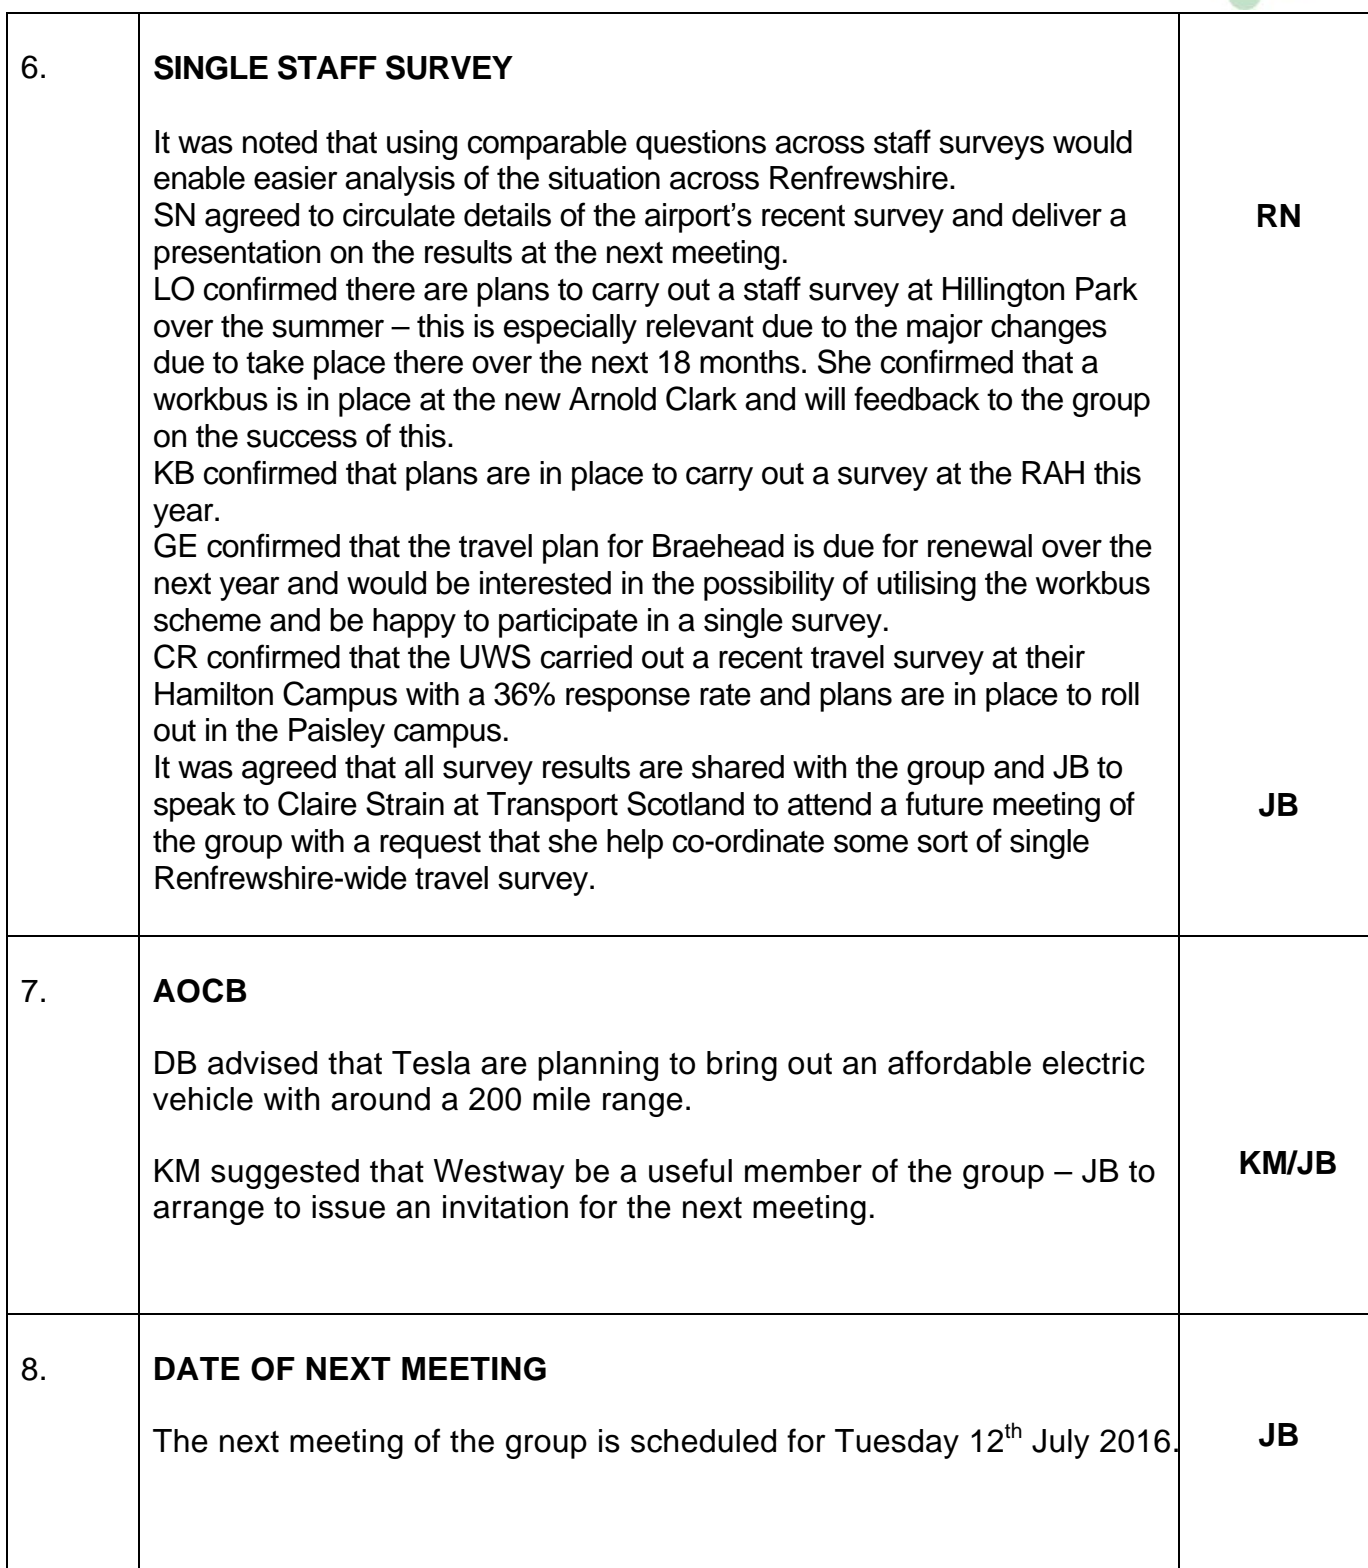 6.
SINGLE STAFF SURVEY
It was noted that using comparable questions across staff surveys would
enable easier analysis of the situation across Renfrewshire.
SN agreed to circulate details of the airport’s recent survey and deliver a
RN
presentation on the results at the next meeting.
LO confirmed there are plans to carry out a staff survey at Hillington Park
over the summer – this is especially relevant due to the major changes
due to take place there over the next 18 months. She confirmed that a
workbus is in place at the new Arnold Clark and will feedback to the group
on the success of this.
KB confirmed that plans are in place to carry out a survey at the RAH this
year.
GE confirmed that the travel plan for Braehead is due for renewal over the
next year and would be interested in the possibility of utilising the workbus
scheme and be happy to participate in a single survey.
CR confirmed that the UWS carried out a recent travel survey at their
Hamilton Campus with a 36% response rate and plans are in place to roll
out in the Paisley campus.
It was agreed that all survey results are shared with the group and JB to
speak to Claire Strain at Transport Scotland to attend a future meeting of
JB
the group with a request that she help co-ordinate some sort of single
Renfrewshire-wide travel survey.
7.
AOCB
DB advised that Tesla are planning to bring out an affordable electric
vehicle with around a 200 mile range.
KM suggested that Westway be a useful member of the group – JB to
KM/JB
arrange to issue an invitation for the next meeting.
8.
DATE OF NEXT MEETING
The next meeting of the group is scheduled for Tuesday 12th July 2016.
JB